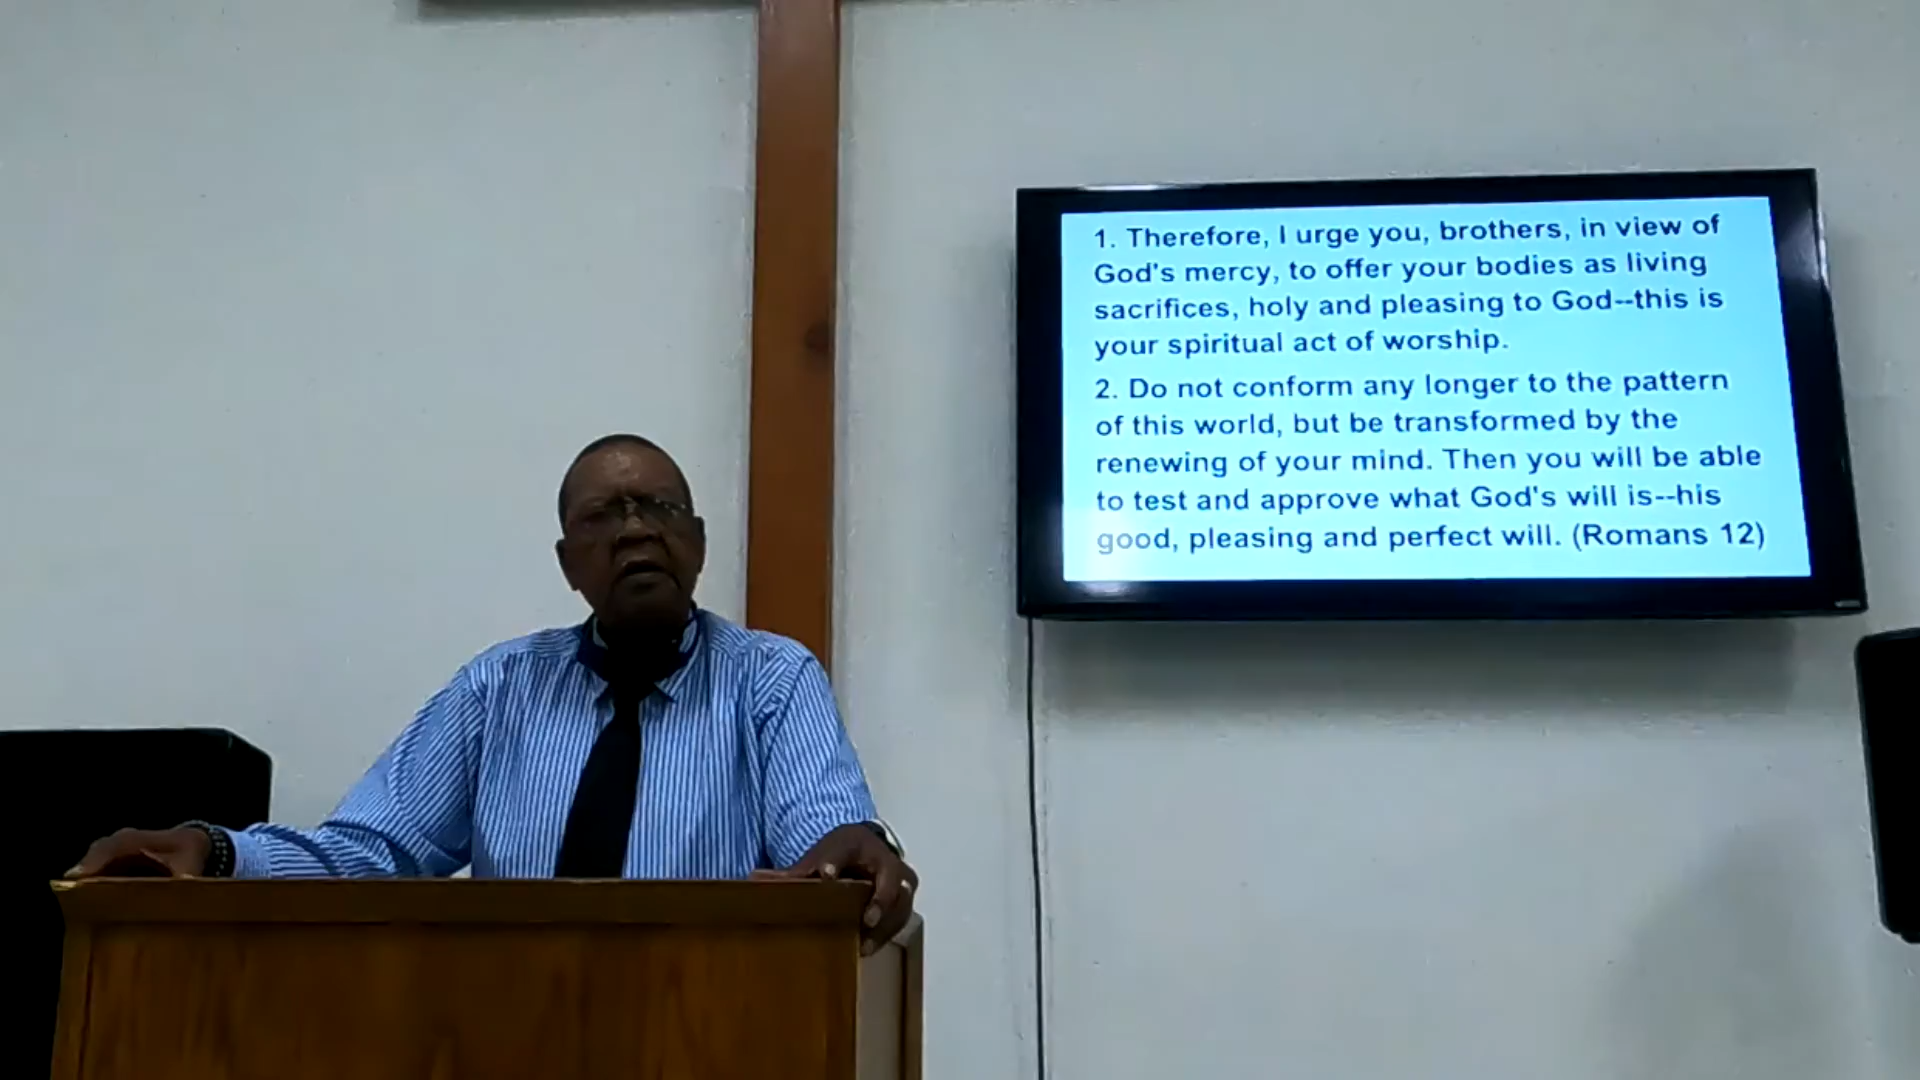 1. Therefore, I urge you, brothers, in view of
God's mercy, to offer your bodies as living
sacrifices, holy and pleasing to God--this is
your spiritual act of worship.
2. Do not conform any longer to the pattern
of this world, but be transformed by the
renewing of your mind. Then you will be able
to test and approve what God's will is--his
good, pleasing and perfect will. (Romans 12)